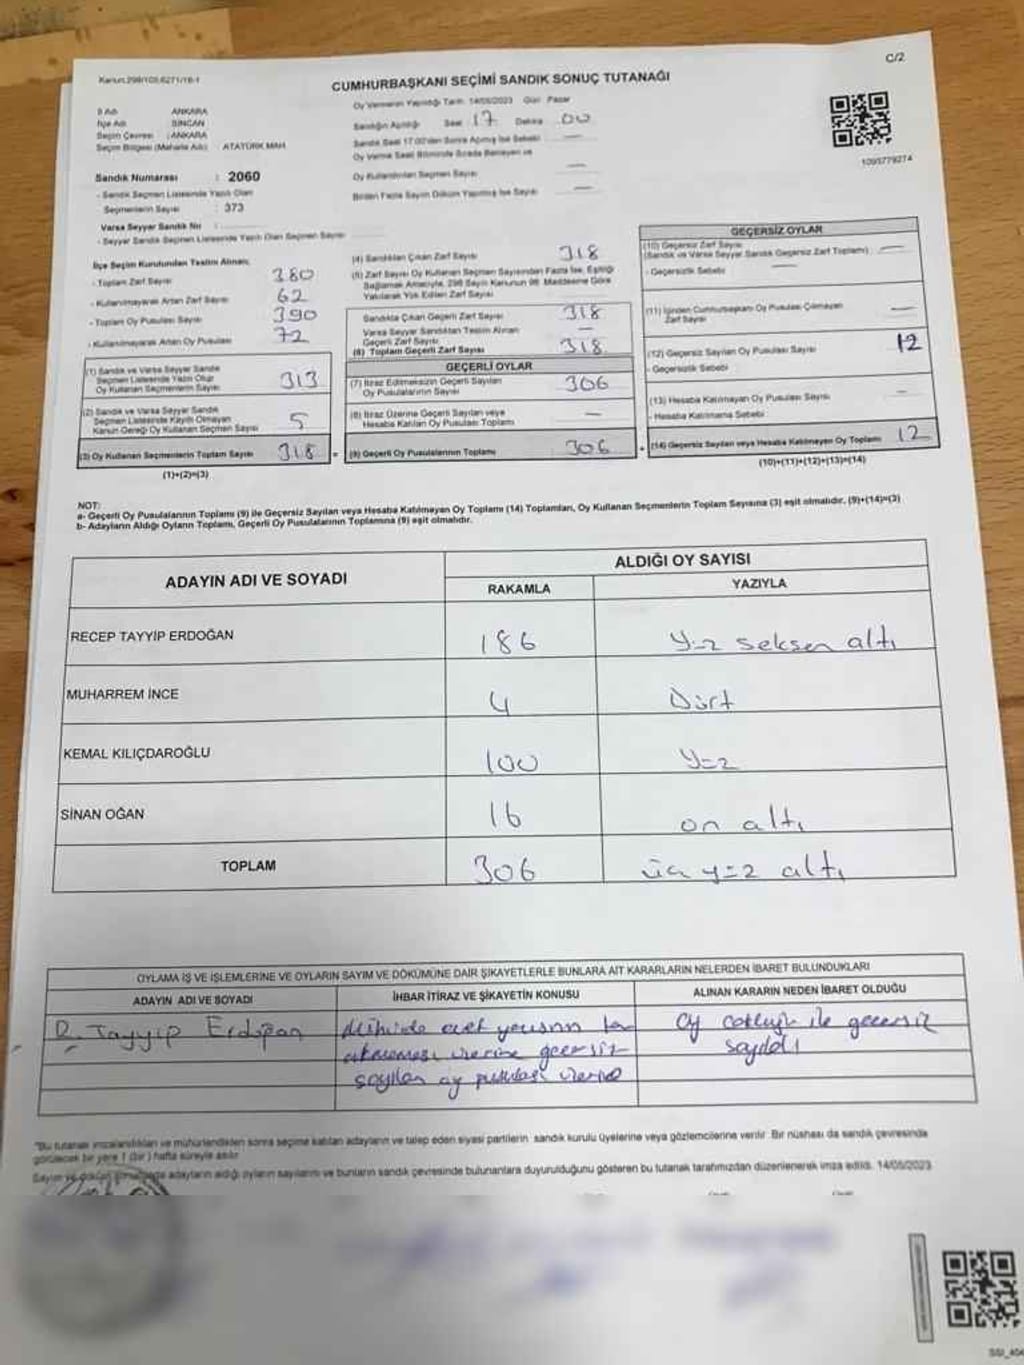 Kanun:298/105,6271/16-1
C/2
CUMHURBAŞKANI SEÇİMİ SANDIK SONUÇ TUTANAĞI
İl Adı : ANKARA
İlçe Adı : SİNCAN
Seçim Çevresi : ANKARA
Seçim Bölgesi (Mahalle Adı) : ATATÜRK MAH
Sandık Numarası : 2060
- Sandık Seçmen Listesinde Yazılı Olan
Seçmenlerin Sayısı : 373
Varsa Seyyar Sandık No :
- Seyyar Sandık Seçmen Listesinde Yazılı Olan Seçmen Sayısı :
Oy Vermenin Yapıldığı Tarih: 14/05/2023 Gün: Pazar
Sandığın Açıldığı Saat 17 Dakika 00
Sandık Saat 17:00'den Sonra Açılmış İse Sebebi —
Oy Verme Saati Bitiminde Sırada Bekleyen ve
Oy Kullandırılan Seçmen Sayısı —
Birden Fazla Sayım Döküm Yapılmış İse Sayısı —
1095779274
İlçe Seçim Kurulundan Teslim Alınan;
- Toplam Zarf Sayısı 380
- Kullanılmayarak Artan Zarf Sayısı 62
- Toplam Oy Pusulası Sayısı 390
- Kullanılmayarak Artan Oy Pusulası 72
(1) Sandık ve Varsa Seyyar Sandık
Seçmen Listesinde Yazılı Olup
Oy Kullanan Seçmenlerin Sayısı 313
(2) Sandık ve Varsa Seyyar Sandık
Seçmen Listesinde Kayıtlı Olmayan
Kanun Gereği Oy Kullanan Seçmen Sayısı 5
(3) Oy Kullanan Seçmenlerin Toplam Sayısı 318
(1)+(2)=(3)
(4) Sandıktan Çıkan Zarf Sayısı 318
(5) Zarf Sayısı Oy Kullanan Seçmen Sayısından Fazla İse, Eşitliği
Sağlamak Amacıyla, 298 Sayılı Kanunun 98. Maddesine Göre
Yakılarak Yok Edilen Zarf Sayısı
Sandıkta Çıkan Geçerli Zarf Sayısı 318
Varsa Seyyar Sandıktan Teslim Alınan
Geçerli Zarf Sayısı —
(6) Toplam Geçerli Zarf Sayısı 318
GEÇERLİ OYLAR
(7) İtiraz Edilmeksizin Geçerli Sayılan
Oy Pusulalarının Sayısı 306
(8) İtiraz Üzerine Geçerli Sayılan veya
Hesaba Katılan Oy Pusulası Toplamı —
(9) Geçerli Oy Pusulalarının Toplamı 306
GEÇERSİZ OYLAR
(10) Geçersiz Zarf Sayısı
(Sandık ve Varsa Seyyar Sandık Geçersiz Zarf Toplamı) —
- Geçersizlik Sebebi —
(11) İçinden Cumhurbaşkanı Oy Pusulası Çıkmayan
Zarf Sayısı —
(12) Geçersiz Sayılan Oy Pusulası Sayısı 12
- Geçersizlik Sebebi
(13) Hesaba Katılmayan Oy Pusulası Sayısı —
- Hesaba Katılmama Sebebi
(14) Geçersiz Sayılan veya Hesaba Katılmayan Oy Toplamı 12
(10)+(11)+(12)+(13)=(14)
NOT:
a- Geçerli Oy Pusulalarının Toplamı (9) ile Geçersiz Sayılan veya Hesaba Katılmayan Oy Toplamı (14) Toplamları, Oy Kullanan Seçmenlerin Toplam Sayısına (3) eşit olmalıdır. (9)+(14)=(3)
b- Adayların Aldığı Oyların Toplamı, Geçerli Oy Pusulalarının Toplamına (9) eşit olmalıdır.
ADAYIN ADI VE SOYADI ALDIĞI OY SAYISI
RAKAMLA YAZIYLA
RECEP TAYYİP ERDOĞAN 186 Yüz seksen altı
MUHARREM İNCE 4 Dört
KEMAL KILIÇDAROĞLU 100 Yüz
SİNAN OĞAN 16 on altı
TOPLAM 306 üç yüz altı
OYLAMA İŞ VE İŞLEMLERİNE VE OYLARIN SAYIM VE DÖKÜMÜNE DAİR ŞİKAYETLERLE BUNLARA AİT KARARLARIN NELERDEN İBARET BULUNDUKLARI
ADAYIN ADI VE SOYADI İHBAR İTİRAZ VE ŞİKAYETİN KONUSU ALINAN KARARIN NEDEN İBARET OLDUĞU
R. Tayyip Erdoğan evet oy çokluğu ile geçersiz
üzerine geçersiz sayıldı
sayılan oy pusulası üzerine
"Bu tutanak imzalandıktan ve mühürlendikten sonra seçime katılan adayların ve talep eden siyasi partilerin sandık kurulu üyelerine veya gözlemcilerine verilir. Bir nüshası da sandık çevresinde
görülecek bir yere 1 (bir) hafta süreyle asılır.
Sayım ve döküm adayların aldığı oyların sayılarını ve bunların sandık çevresinde bulunanlara duyurulduğunu gösteren bu tutanak tarafımızdan düzenlenerek imza edildi. 14/05/2023